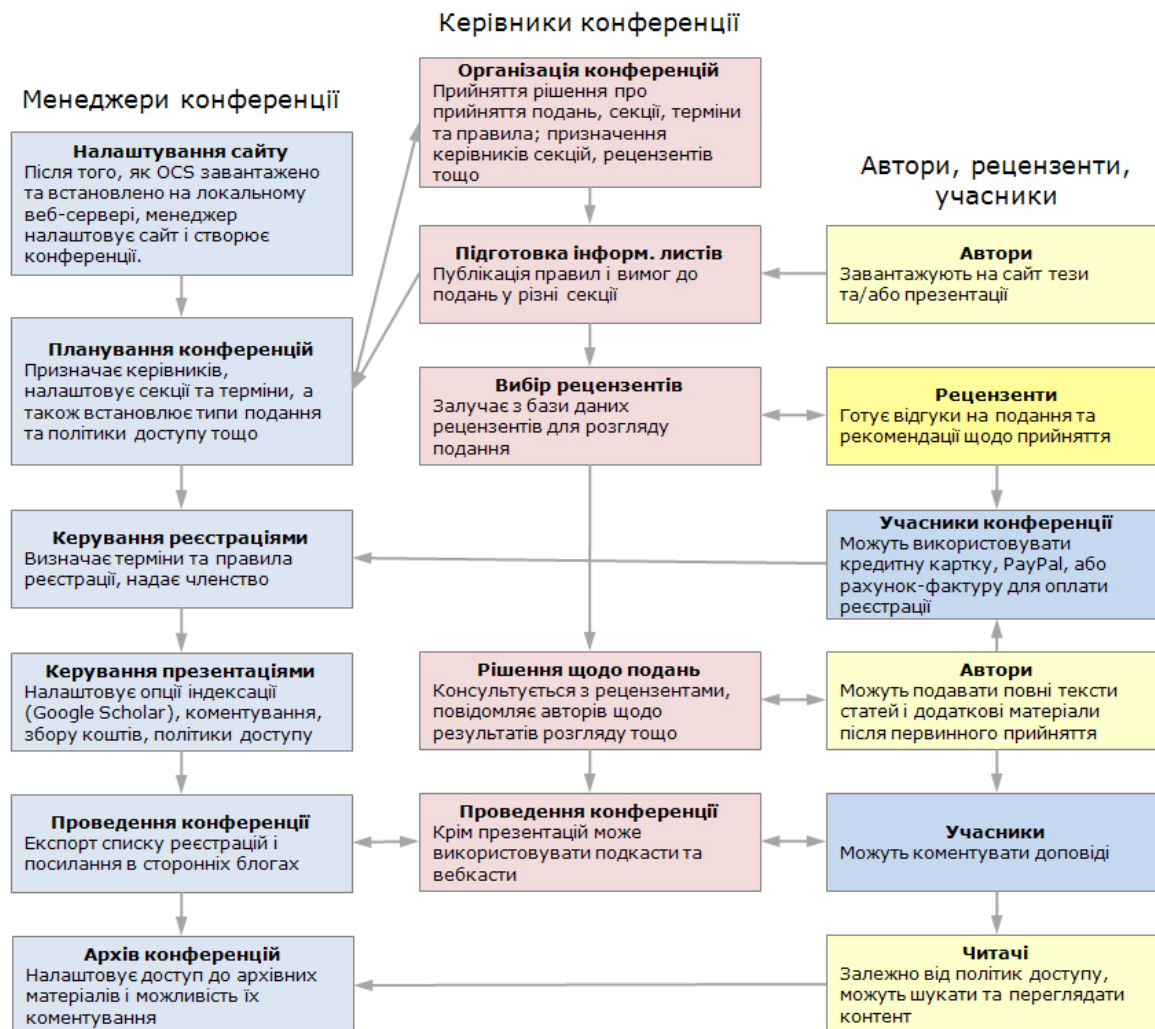 Керівники конференції
Менеджери конференції
Автори, рецензенти,
учасники
Налаштування сайту
Після того, як OCS завантажено
та встановлено на локальному
веб-сервері, менеджер
налаштовує сайт і створює
конференції.
Планування конференцій
Призначає керівників,
налаштовує секції та терміни, а
також встановлює типи подання
та політики доступу тощо
Керування реєстраціями
Визначає терміни та правила
реєстрації, надає членство
Керування презентаціями
Налаштовує опції індексації
(Google Scholar), коментування,
збору коштів, політики доступу
Проведення конференції
Експорт списку реєстрацій і
посилання в сторонніх блогах
Архів конференцій
Налаштовує доступ до архівних
матеріалів і можливість їх
коментування
Організація конференцій
Прийняття рішення про
прийняття подань, секції, терміни
та правила; призначення
керівників секцій, рецензентів
тощо
Підготовка інформ. листів
Публікація правил і вимог до
подань у різні секції
Вибір рецензентів
Залучає з бази даних
рецензентів для розгляду
подання
Рішення щодо подань
Консультується з рецензентами,
повідомляє авторів щодо
результатів розгляду тощо
Проведення конференції
Крім презентацій може
використовувати подкасти та
вебкасти
Автори
Завантажують на сайт тези
та/або презентації
Рецензенти
Готує відгуки на подання та
рекомендації щодо прийняття
Учасники конференції
Можуть використовувати
кредитну картку, PayPal, або
рахунок-фактуру для оплати
реєстрації
Автори
Можуть подавати повні тексти
статей і додаткові матеріали
після первинного прийняття
Учасники
Можуть коментувати доповіді
Читачі
Залежно від політик доступу,
можуть шукати та переглядати
контент